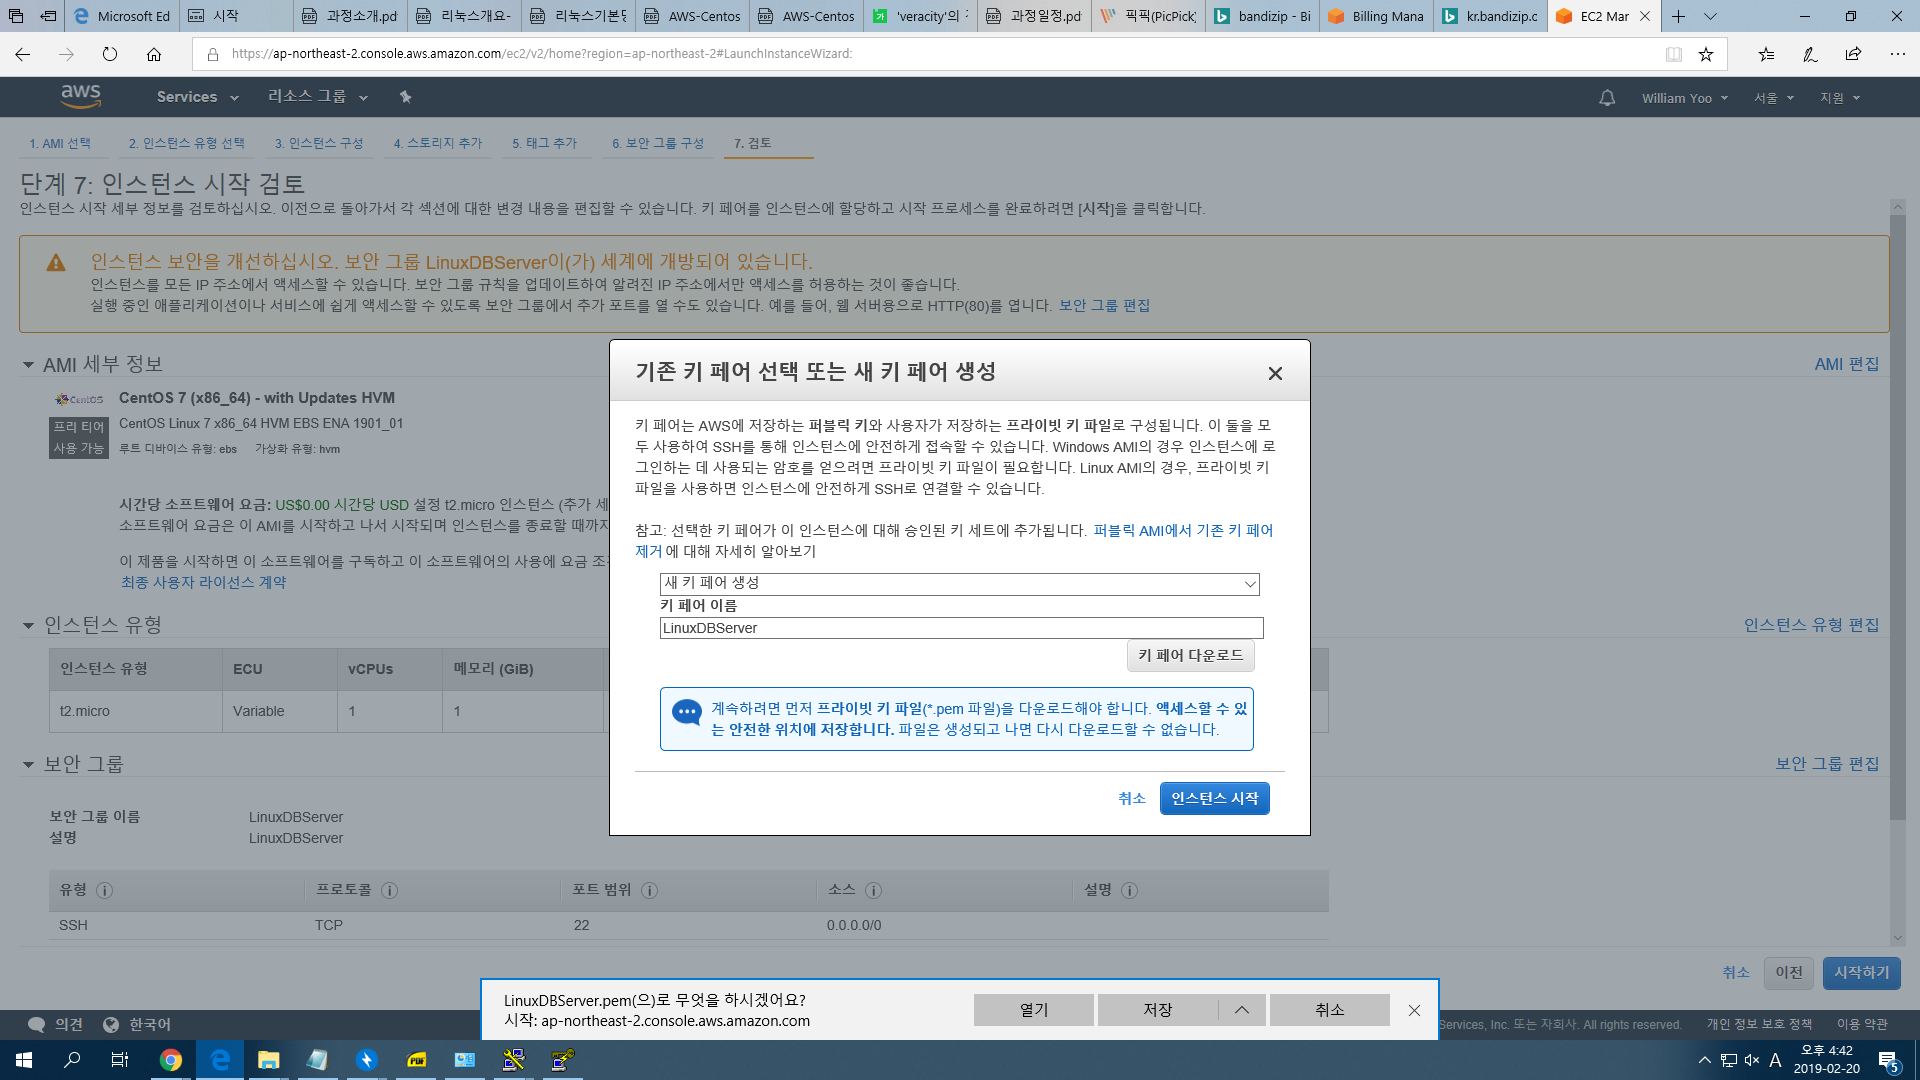 Microsoft Ed
시작
과정소개.pd
리눅스개요-
리눅스기본명
AWS-Centos
AWS-Centos
'veracity'의 ?
과정일정.pd
픽픽(PicPick)
bandizip - Bi
Billing Mana
kr.bandizip.c
EC2 Mar
https://ap-northeast-2.console.aws.amazon.com/ec2/v2/home?region=ap-northeast-2#LaunchInstanceWizard:
aws
Services
리소스 그룹
William Yoo
서울
지원
1. AMI 선택
2. 인스턴스 유형 선택
3. 인스턴스 구성
4. 스토리지 추가
5. 태그 추가
6. 보안 그룹 구성
7. 검토
단계 7: 인스턴스 시작 검토
인스턴스 시작 세부 정보를 검토하십시오. 이전으로 돌아가서 각 섹션에 대한 변경 내용을 편집할 수 있습니다. 키 페어를 인스턴스에 할당하고 시작 프로세스를 완료하려면 [시작]을 클릭합니다.
인스턴스 보안을 개선하십시오. 보안 그룹 LinuxDBServer이(가) 세계에 개방되어 있습니다.
인스턴스를 모든 IP 주소에서 액세스할 수 있습니다. 보안 그룹 규칙을 업데이트하여 알려진 IP 주소에서만 액세스를 허용하는 것이 좋습니다.
실행 중인 애플리케이션이나 서비스에 쉽게 액세스할 수 있도록 보안 그룹에서 추가 포트를 열 수도 있습니다. 예를 들어, 웹 서버용으로 HTTP(80)를 엽니다. 보안 그룹 편집
AMI 세부 정보
AMI 편집
CentOS
프리 티어
사용 가능
CentOS 7 (x86_64) - with Updates HVM
CentOS Linux 7 x86_64 HVM EBS ENA 1901_01
루트 디바이스 유형: ebs 가상화 유형: hvm
시간당 소프트웨어 요금: US$0.00 시간당 USD 설정 t2.micro 인스턴스 (추가 세
소프트웨어 요금은 이 AMI를 시작하고 나서 시작되며 인스턴스를 종료할 때까지
이 제품을 시작하면 이 소프트웨어를 구독하고 이 소프트웨어의 사용에 요금 조
최종 사용자 라이선스 계약
인스턴스 유형
인스턴스 유형 편집
인스턴스 유형 ECU vCPUs 메모리 (GiB)
t2.micro Variable 1 1
보안 그룹
보안 그룹 편집
보안 그룹 이름 LinuxDBServer
설명 LinuxDBServer
유형 프로토콜 포트 범위 소스 설명
SSH TCP 22 0.0.0.0/0
기존 키 페어 선택 또는 새 키 페어 생성
키 페어는 AWS에 저장하는 퍼블릭 키와 사용자가 저장하는 프라이빗 키 파일로 구성됩니다. 이 둘을 모
두 사용하여 SSH를 통해 인스턴스에 안전하게 접속할 수 있습니다. Windows AMI의 경우 인스턴스에 로
그인하는 데 사용되는 암호를 얻으려면 프라이빗 키 파일이 필요합니다. Linux AMI의 경우, 프라이빗 키
파일을 사용하면 인스턴스에 안전하게 SSH로 연결할 수 있습니다.
참고: 선택한 키 페어가 이 인스턴스에 대해 승인된 키 세트에 추가됩니다. 퍼블릭 AMI에서 기존 키 페어
제거 에 대해 자세히 알아보기
새 키 페어 생성
키 페어 이름
LinuxDBServer
키 페어 다운로드
계속하려면 먼저 프라이빗 키 파일(*.pem 파일)을 다운로드해야 합니다. 액세스할 수 있
는 안전한 위치에 저장합니다. 파일은 생성되고 나면 다시 다운로드할 수 없습니다.
취소
인스턴스 시작
취소
이전
시작하기
LinuxDBServer.pem(으)로 무엇을 하시겠어요?
시작: ap-northeast-2.console.aws.amazon.com
열기
저장
취소
의견
한국어
Services, Inc. 또는 자회사. All rights reserved.
개인 정보 보호 정책
이용 약관
PDF
A
오후 4:42
2019-02-20
5